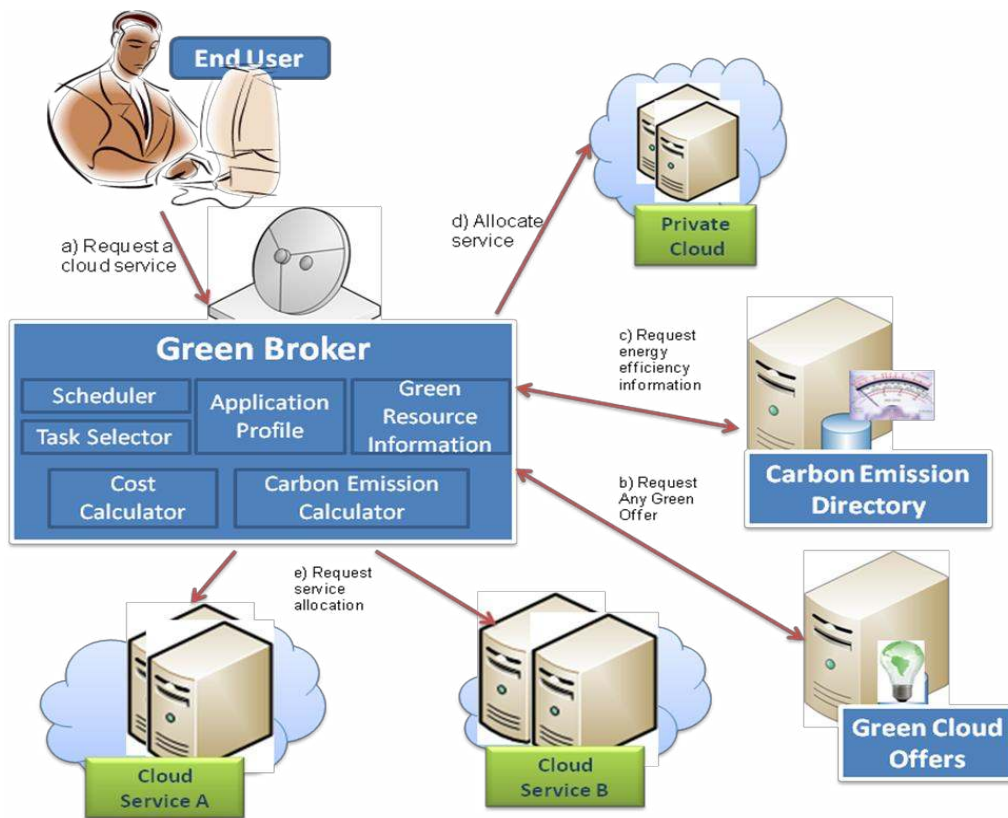 End User
a) Request a
cloud service
d) Allocate
service
Private
Cloud
Green Broker
Scheduler
Task Selector
Application
Profile
Green
Resource
Information
Cost
Calculator
Carbon Emission
Calculator
c) Request
energy
efficiency
information
Carbon Emission
Directory
b) Request
Any Green
Offer
Green Cloud
Offers
e) Request
service
allocation
Cloud
Service A
Cloud
Service B